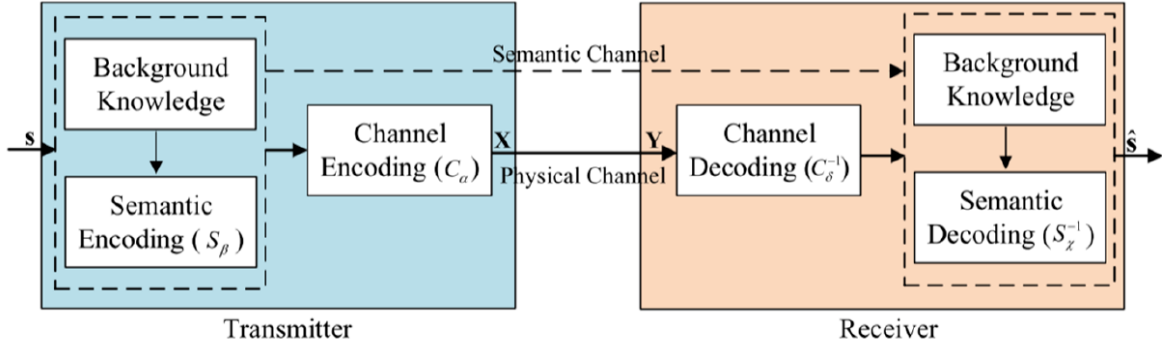 s
Background
Knowledge
Semantic
Encoding ( S_β )
Channel
Encoding (C_α)
X
Semantic Channel
Physical Channel
Y
Channel
Decoding (C_δ^{-1})
Background
Knowledge
Semantic
Decoding (S_χ^{-1})
ŝ
Transmitter
Receiver